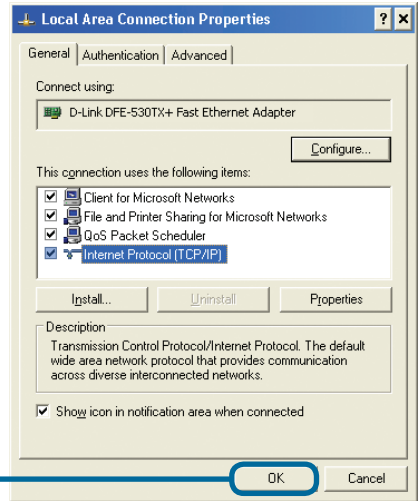 Local Area Connection Properties
? X
General Authentication Advanced
Connect using:
D-Link DFE-530TX+ Fast Ethernet Adapter
Configure...
This connection uses the following items:
Client for Microsoft Networks
File and Printer Sharing for Microsoft Networks
QoS Packet Scheduler
Internet Protocol (TCP/IP)
Install... Uninstall Properties
Description
Transmission Control Protocol/Internet Protocol. The default
wide area network protocol that provides communication
across diverse interconnected networks.
Show icon in notification area when connected
OK Cancel